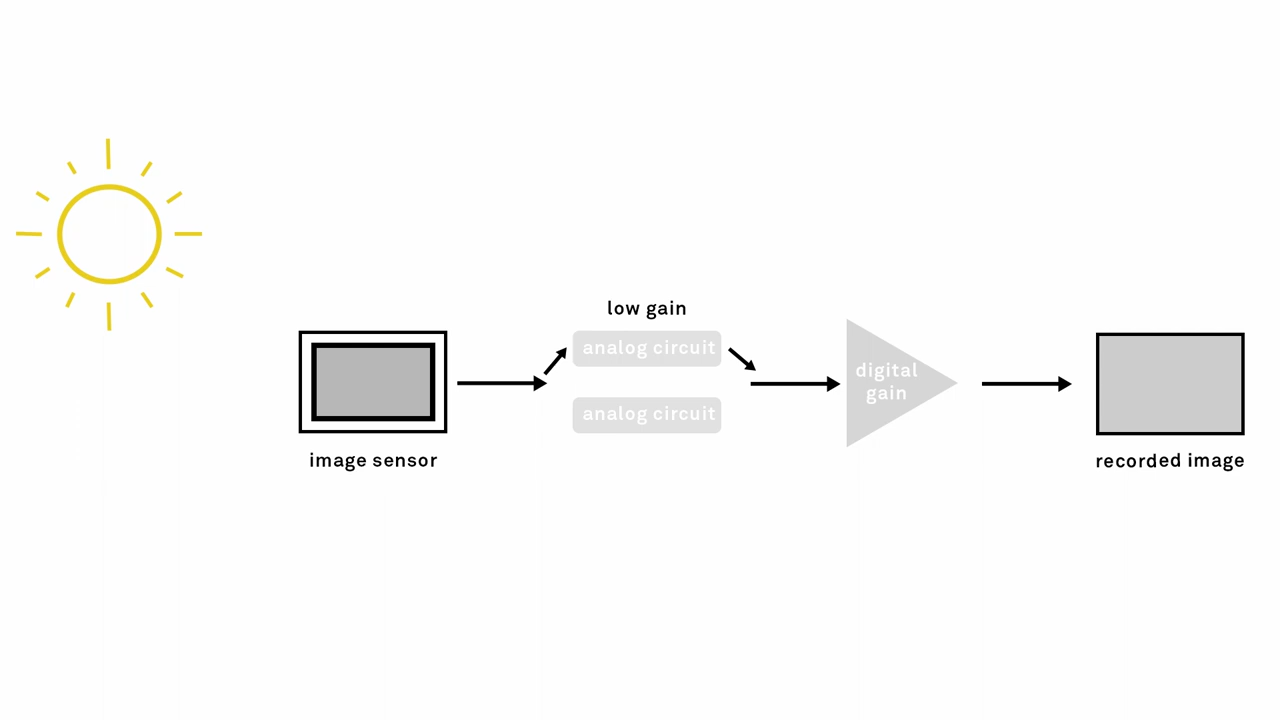 low gain
analog circuit
analog circuit
digital
gain
image sensor
recorded image